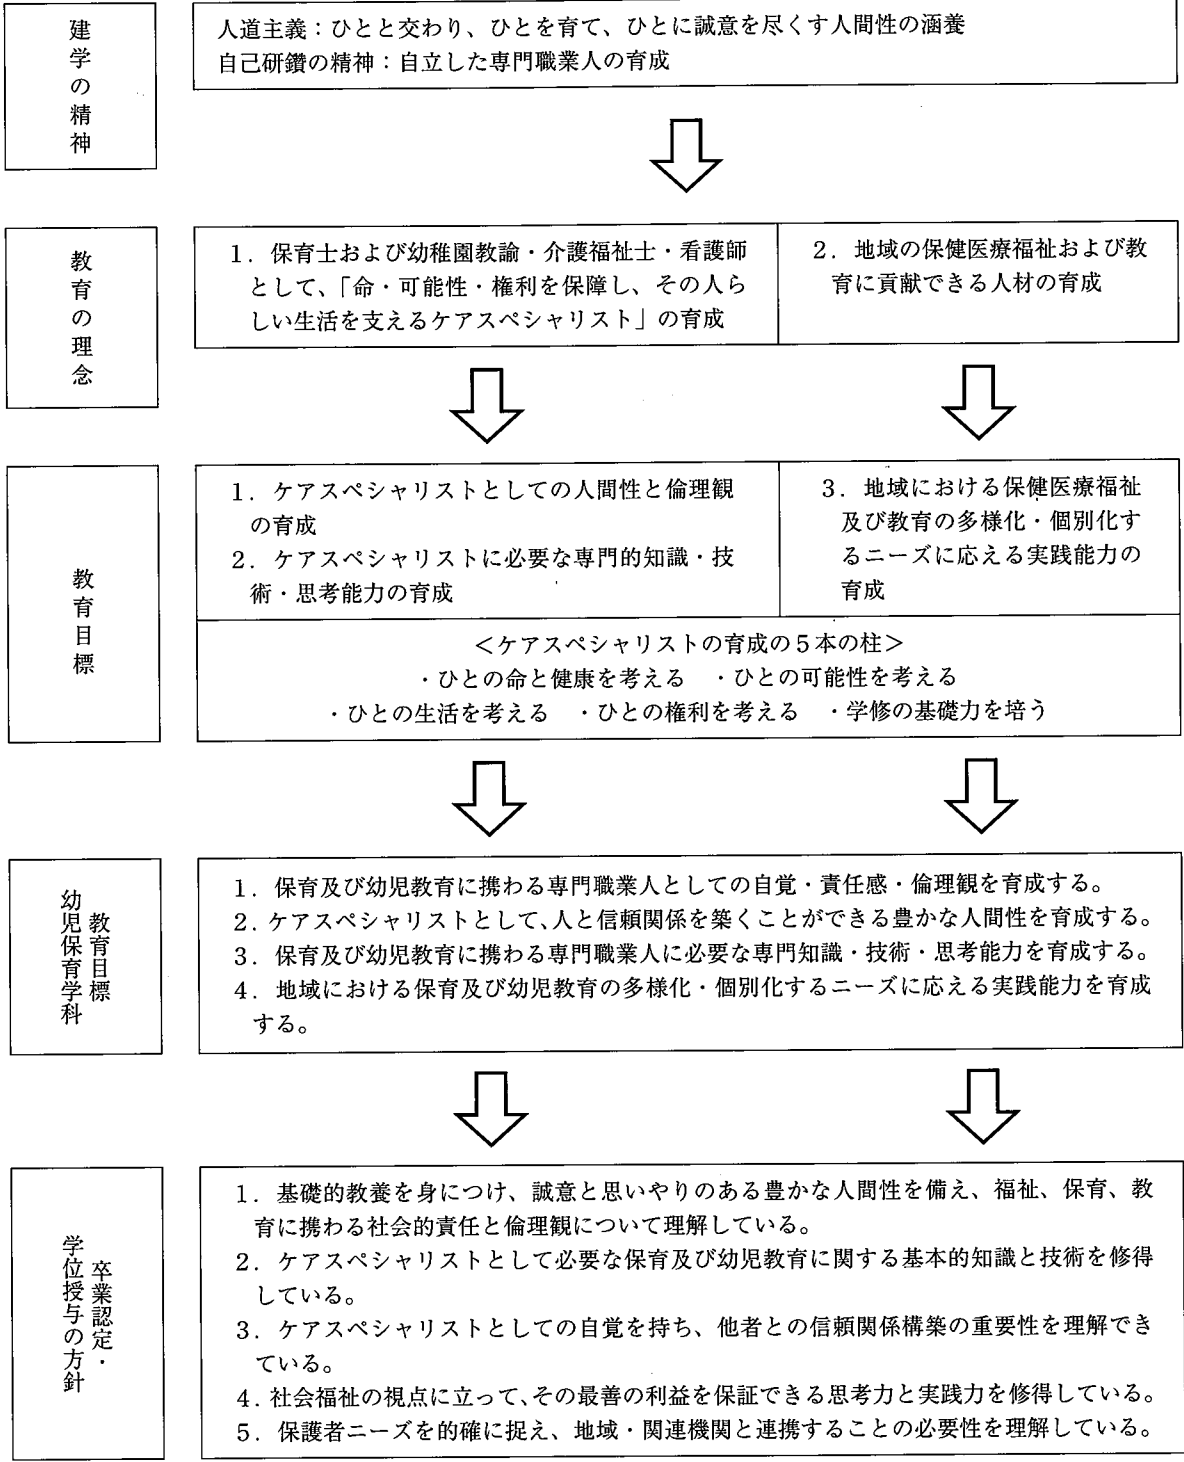 建学の精神
人道主義：ひとと交わり、ひとを育て、ひとに誠意を尽くす人間性の涵養
自己研鑽の精神：自立した専門職業人の育成
教育の理念
1．保育士および幼稚園教諭・介護福祉士・看護師
として、「命・可能性・権利を保障し、その人ら
しい生活を支えるケアスペシャリスト」の育成
2．地域の保健医療福祉および教
育に貢献できる人材の育成
教育目標
1．ケアスペシャリストとしての人間性と倫理観
の育成
2．ケアスペシャリストに必要な専門的知識・技
術・思考能力の育成
3．地域における保健医療福祉
及び教育の多様化・個別化す
るニーズに応える実践能力の
育成
＜ケアスペシャリストの育成の5本の柱＞
・ひとの命と健康を考える　・ひとの可能性を考える
・ひとの生活を考える　・ひとの権利を考える　・学修の基礎力を培う
幼児保育学科
教育目標
1．保育及び幼児教育に携わる専門職業人としての自覚・責任感・倫理観を育成する。
2．ケアスペシャリストとして、人と信頼関係を築くことができる豊かな人間性を育成する。
3．保育及び幼児教育に携わる専門職業人に必要な専門知識・技術・思考能力を育成する。
4．地域における保育及び幼児教育の多様化・個別化するニーズに応える実践能力を育成
する。
卒業認定・
学位授与の方針
1．基礎的教養を身につけ、誠意と思いやりのある豊かな人間性を備え、福祉、保育、教
育に携わる社会的責任と倫理観について理解している。
2．ケアスペシャリストとして必要な保育及び幼児教育に関する基本的知識と技術を修得
している。
3．ケアスペシャリストとしての自覚を持ち、他者との信頼関係構築の重要性を理解でき
ている。
4．社会福祉の視点に立って、その最善の利益を保証できる思考力と実践力を修得している。
5．保護者ニーズを的確に捉え、地域・関連機関と連携することの必要性を理解している。